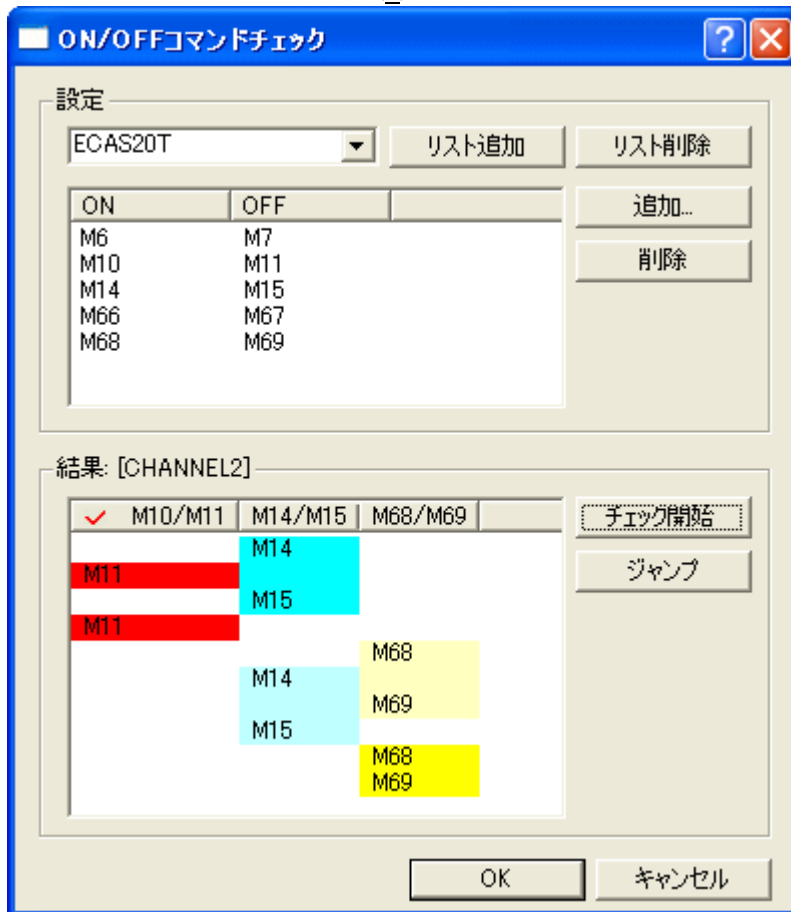 ON/OFFコマンドチェック
設定
ECAS20T リスト追加 リスト削除
ON OFF 追加...
M6 M7
M10 M11 削除
M14 M15
M66 M67
M68 M69
結果: [CHANNEL2]
M10/M11 M14/M15 M68/M69 チェック開始
M14
M11 ジャンプ
M15
M11
M68
M14
M69
M15
M68
M69
OK キャンセル